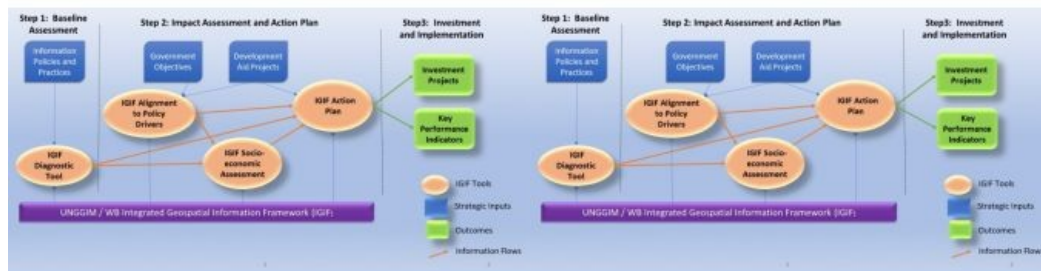 Step 1: Baseline
Assessment
Step 2: Impact Assessment and Action Plan
Step3: Investment
and Implementation
Information
Policies and
Practices
Government
Objectives
Development
Aid Projects
Investment
Projects
IGIF Alignment
to Policy
Drivers
IGIF Action
Plan
Key
Performance
Indicators
IGIF
Diagnostic
Tool
IGIF Socio-
economic
Assessment
IGIF Tools
UNGGIM / WB Integrated Geospatial Information Framework (IGIF)
Strategic Inputs
Outcomes
Information Flows
Step 1: Baseline
Assessment
Step 2: Impact Assessment and Action Plan
Step3: Investment
and Implementation
Information
Policies and
Practices
Government
Objectives
Development
Aid Projects
Investment
Projects
IGIF Alignment
to Policy
Drivers
IGIF Action
Plan
Key
Performance
Indicators
IGIF
Diagnostic
Tool
IGIF Socio-
economic
Assessment
IGIF Tools
UNGGIM / WB Integrated Geospatial Information Framework (IGIF)
Strategic Inputs
Outcomes
Information Flows